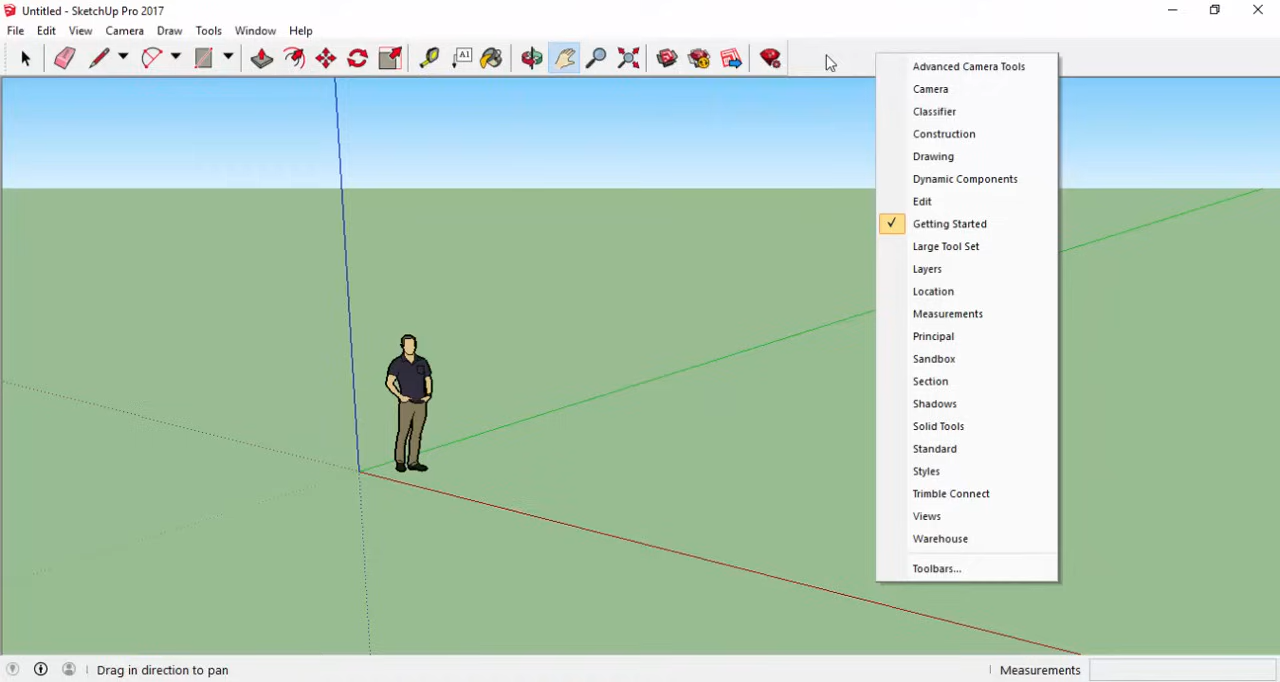 Untitled - SketchUp Pro 2017
File Edit View Camera Draw Tools Window Help
A1
Advanced Camera Tools
Camera
Classifier
Construction
Drawing
Dynamic Components
Edit
Getting Started
Large Tool Set
Layers
Location
Measurements
Principal
Sandbox
Section
Shadows
Solid Tools
Standard
Styles
Trimble Connect
Views
Warehouse
Toolbars...
Drag in direction to pan Measurements